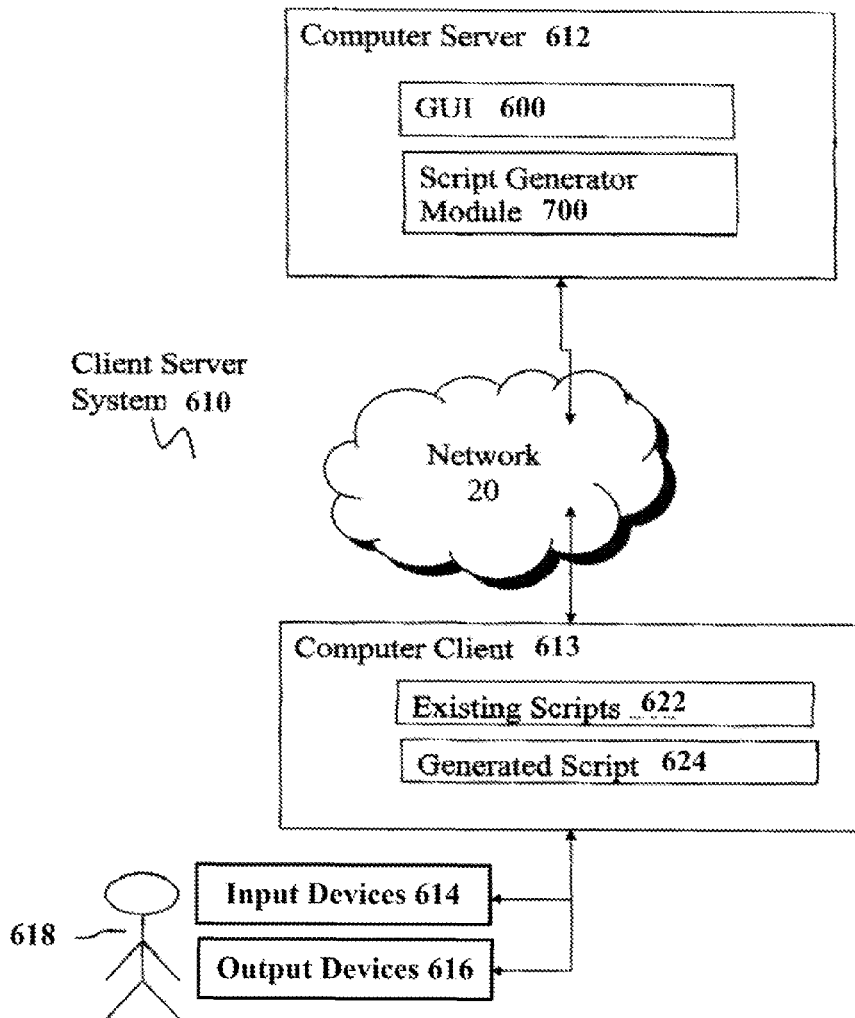 Computer Server 612
GUI 600
Script Generator
Module 700
Client Server
System 610
Network
20
Computer Client 613
Existing Scripts 622
Generated Script 624
Input Devices 614
618
Output Devices 616